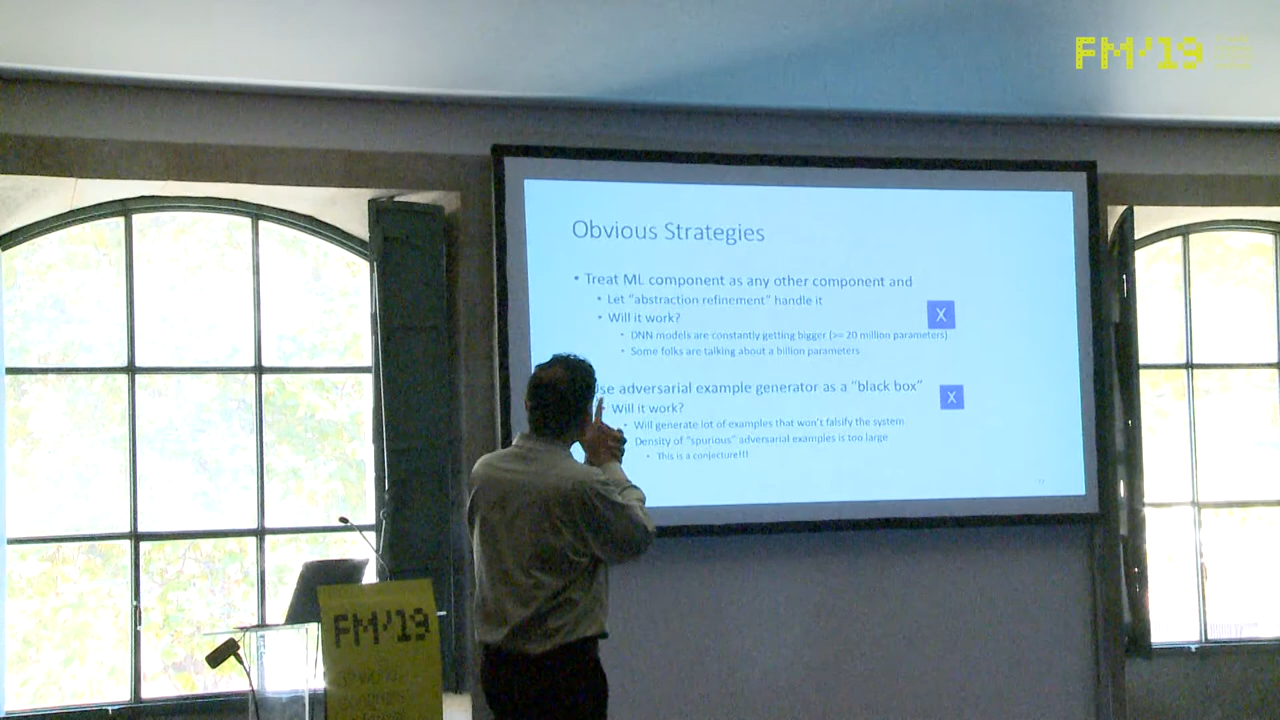 FM'19
Obvious Strategies
• Treat ML component as any other component and
• Let "abstraction refinement" handle it
• Will it work?
X
• DNN models are constantly getting bigger (>= 20 million parameters)
• Some folks are talking about a billion parameters
Use adversarial example generator as a "black box"
X
Will it work?
• Will generate lot of examples that won't falsify the system
Density of "spurious" adversarial examples is too large
• This is a conjecture!!!
FM'19